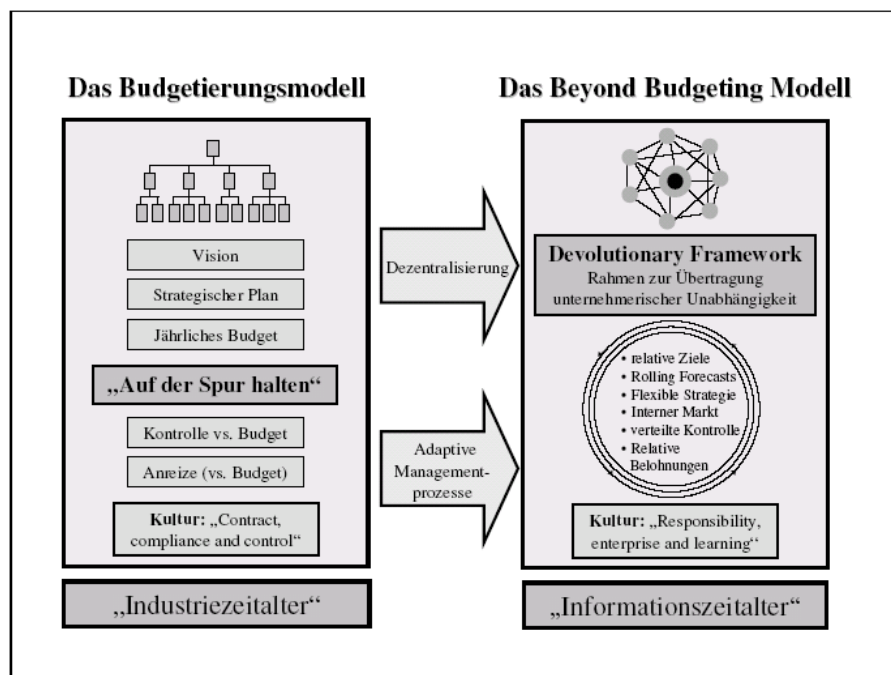 Das Budgetierungsmodell
Vision
Strategischer Plan
Jährliches Budget
„Auf der Spur halten“
Kontrolle vs. Budget
Anreize (vs. Budget)
Kultur: „Contract,
compliance and control“
„Industriezeitalter“
Dezentralisierung
Adaptive
Management-
prozesse
Das Beyond Budgeting Modell
Devolutionary Framework
Rahmen zur Übertragung
unternehmerischer Unabhängigkeit
• relative Ziele
• Rolling Forecasts
• Flexible Strategie
• Interner Markt
• verteilte Kontrolle
• Relative
Belohnungen
Kultur: „Responsibility,
enterprise and learning“
„Informationszeitalter“